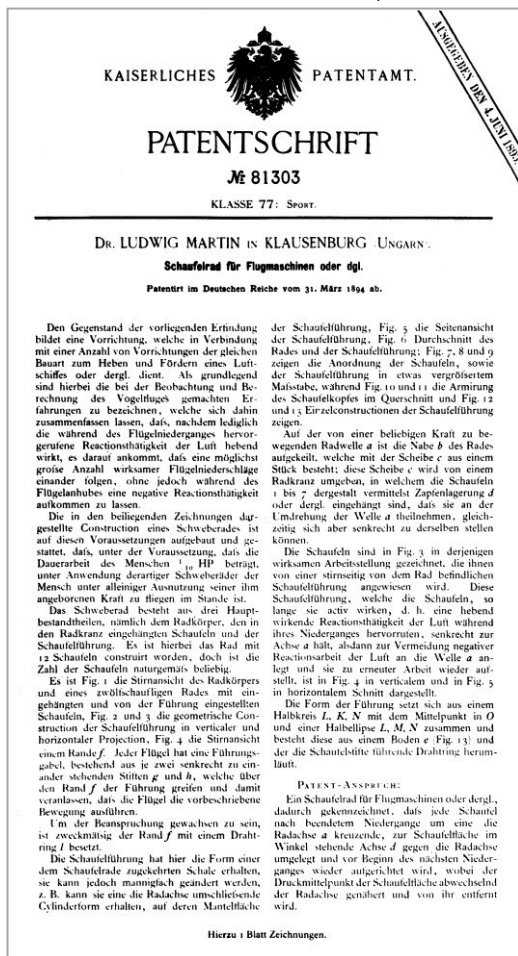 AUSGEGEBEN DEN 4. JUNI 1895.
KAISERLICHES PATENTAMT.
PATENTSCHRIFT
№ 81303
KLASSE 77: SPORT.
DR. LUDWIG MARTIN IN KLAUSENBURG (UNGARN).
Schaufelrad für Flugmaschinen oder dgl.
Patentirt im Deutschen Reiche vom 31. März 1894 ab.
Den Gegenstand der vorliegenden Erfindung
bildet eine Vorrichtung, welche in Verbindung
mit einer Anzahl von Vorrichtungen der gleichen
Bauart zum Heben und Fördern eines Luft-
schiffes oder dergl. dient. Als grundlegend
sind hierbei die bei der Beobachtung und Be-
rechnung des Vogelfluges gemachten Er-
fahrungen zu bezeichnen, welche sich dahin
zusammenfassen lassen, daſs, nachdem lediglich
die während des Flügelniederganges hervor-
gerufene Reactionsthätigkeit der Luft hebend
wirkt, es darauf ankommt, daſs eine möglichst
groſse Anzahl wirksamer Flügelniederschläge
einander folgen, ohne jedoch während des
Flügelanhubes eine negative Reactionsthätigkeit
aufkommen zu lassen.
Die in den beiliegenden Zeichnungen dar-
gestellte Construction eines Schweberades ist
auf diesen Voraussetzungen aufgebaut und ge-
stattet, daſs, unter der Voraussetzung, daſs die
Dauerarbeit des Menschen 1/10 HP beträgt,
unter Anwendung derartiger Schweberäder der
Mensch unter alleiniger Ausnutzung seiner ihm
angeborenen Kraft zu fliegen im Stande ist.
Das Schweberad besteht aus drei Haupt-
bestandtheilen, nämlich dem Radkörper, den in
den Radkranz eingehängten Schaufeln und der
Schaufelführung. Es ist hierbei das Rad mit
12 Schaufeln construirt worden, doch ist die
Zahl der Schaufeln naturgemäſs beliebig.
Es ist Fig. 1 die Stirnansicht des Radkörpers
und eines zwölfschaufligen Rades mit ein-
gehängten und von der Führung eingestellten
Schaufeln, Fig. 2 und 3 die geometrische Con-
struction der Schaufelführung in verticaler und
horizontaler Projection, Fig. 4 die Stirnansicht
einem Rande f. Jeder Flügel hat eine Führungs-
gabel, bestehend aus je zwei senkrecht zu ein-
ander stehenden Stiften g und h, welche über
den Rand f der Führung greifen und damit
veranlassen, daſs die Flügel die vorbeschriebene
Bewegung ausführen.
Um der Beanspruchung gewachsen zu sein,
ist zweckmäſsig der Rand f mit einem Draht-
ring l besetzt.
Die Schaufelführung hat hier die Form einer
dem Schaufelrade zugekehrten Schale erhalten,
sie kann jedoch mannigfach geändert werden,
z. B. kann sie eine die Radachse umschlieſsende
Cylinderform erhalten, auf deren Mantelfläche
der Schaufelführung, Fig. 5 die Seitenansicht
der Schaufelführung, Fig. 6 Durchschnitt des
Rades und der Schaufelführung; Fig. 7, 8 und 9
zeigen die Anordnung der Schaufeln, sowie
der Schaufelführung in etwas vergröſsertem
Maſsstabe, während Fig. 10 und 11 die Armirung
des Schaufelkopfes im Querschnitt und Fig. 12
und 13 Einzelconstructionen der Schaufelführung
zeigen.
Auf der von einer beliebigen Kraft zu be-
wegenden Radwelle a ist die Nabe b des Rades
aufgekeilt, welche mit der Scheibe c aus einem
Stück besteht; diese Scheibe c wird von einem
Radkranz umgeben, in welchem die Schaufeln
1 bis 7 dergestalt vermittelst Zapfenlagerung d
oder dergl. eingehängt sind, daſs sie an der
Umdrehung der Welle a theilnehmen, gleich-
zeitig sich aber senkrecht zu derselben stellen
können.
Die Schaufeln sind in Fig. 3 in derjenigen
wirksamen Arbeitsstellung gezeichnet, die ihnen
von einer stirnseitig von dem Rad befindlichen
Schaufelführung angewiesen wird. Diese
Schaufelführung, welche die Schaufeln, so
lange sie activ wirken, d. h. eine hebend
wirkende Reactionsthätigkeit der Luft während
ihres Niederganges hervorrufen, senkrecht zur
Achse a hält, alsdann zur Vermeidung negativer
Reactionsarbeit der Luft an die Welle a an-
legt und sie zu erneuter Arbeit wieder auf-
stellt, ist in Fig. 4 in verticalem und in Fig. 5
in horizontalem Schnitt dargestellt.
Die Form der Führung setzt sich aus einem
Halbkreis L, K, N mit dem Mittelpunkt in O
und einer Halbellipse L, M, N zusammen und
besteht diese aus einem Boden e (Fig. 13) und
der die Schaufelstifte führende Drahtring herum-
läuft.
PATENT-ANSPRUCH:
Ein Schaufelrad für Flugmaschinen oder dergl.,
dadurch gekennzeichnet, daſs jede Schaufel
nach beendetem Niedergange um eine die
Radachse a kreuzende, zur Schaufelfläche im
Winkel stehende Achse d gegen die Radachse
umgelegt und vor Beginn des nächsten Nieder-
ganges wieder aufgerichtet wird, wobei der
Druckmittelpunkt der Schaufelfläche abwechselnd
der Radachse genähert und von ihr entfernt
wird.
Hierzu 1 Blatt Zeichnungen.